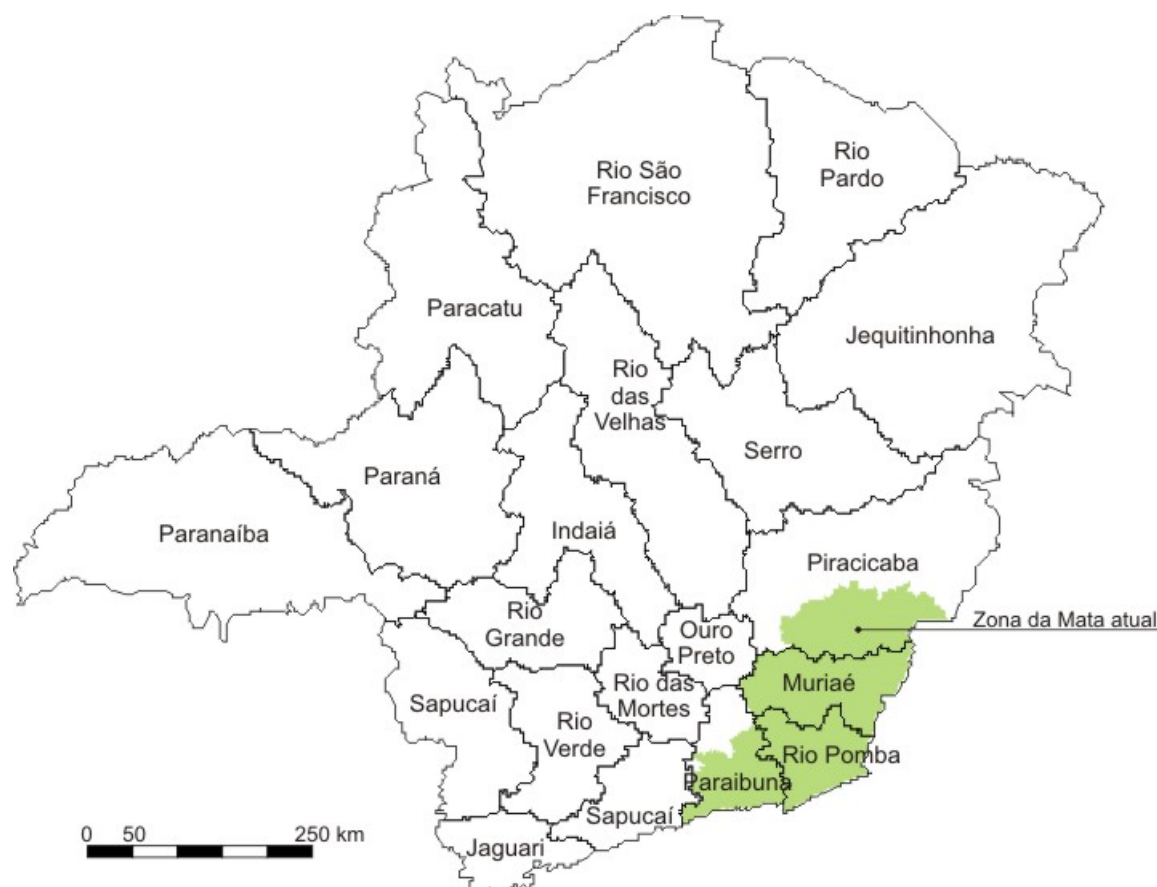 Rio São
Francisco
Rio
Pardo
Paracatu
Jequitinhonha
Rio
das
Velhas
Serro
Paraná
Paranaíba
Indaiá
Piracicaba
Zona da Mata atual
Rio
Grande
Ouro
Preto
Muriaé
Sapucaí
Rio das
Mortes
Rio
Verde
Rio Pomba
Paraibuna
Sapucaí
Jaguari
0 50 250 km